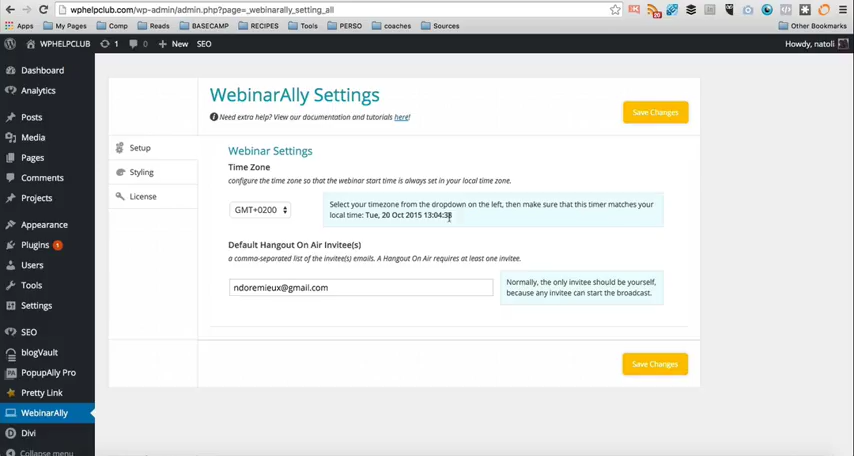 wphelpclub.com/wp-admin/admin.php?page=_webinarally_setting_all
Apps My Pages Comp Reads BASECAMP RECIPES Tools PERSO coaches Sources Other Bookmarks
WPHELPCLUB 1 0 + New SEO Howdy, natoli
Dashboard
Analytics
Posts
Media
Pages
Comments
Projects
Appearance
Plugins 1
Users
Tools
Settings
SEO
blogVault
PopupAlly Pro
Pretty Link
WebinarAlly
Divi
Collapse menu
WebinarAlly Settings
Need extra help? View our documentation and tutorials here!
Save Changes
Setup
Styling
License
Webinar Settings
Time Zone
configure the time zone so that the webinar start time is always set in your local time zone.
GMT+0200
Select your timezone from the dropdown on the left, then make sure that this timer matches your
local time: Tue, 20 Oct 2015 13:04:38
Default Hangout On Air Invitee(s)
a comma-separated list of the invitee(s) emails. A Hangout On Air requires at least one invitee.
ndoremieux@gmail.com
Normally, the only invitee should be yourself,
because any invitee can start the broadcast.
Save Changes